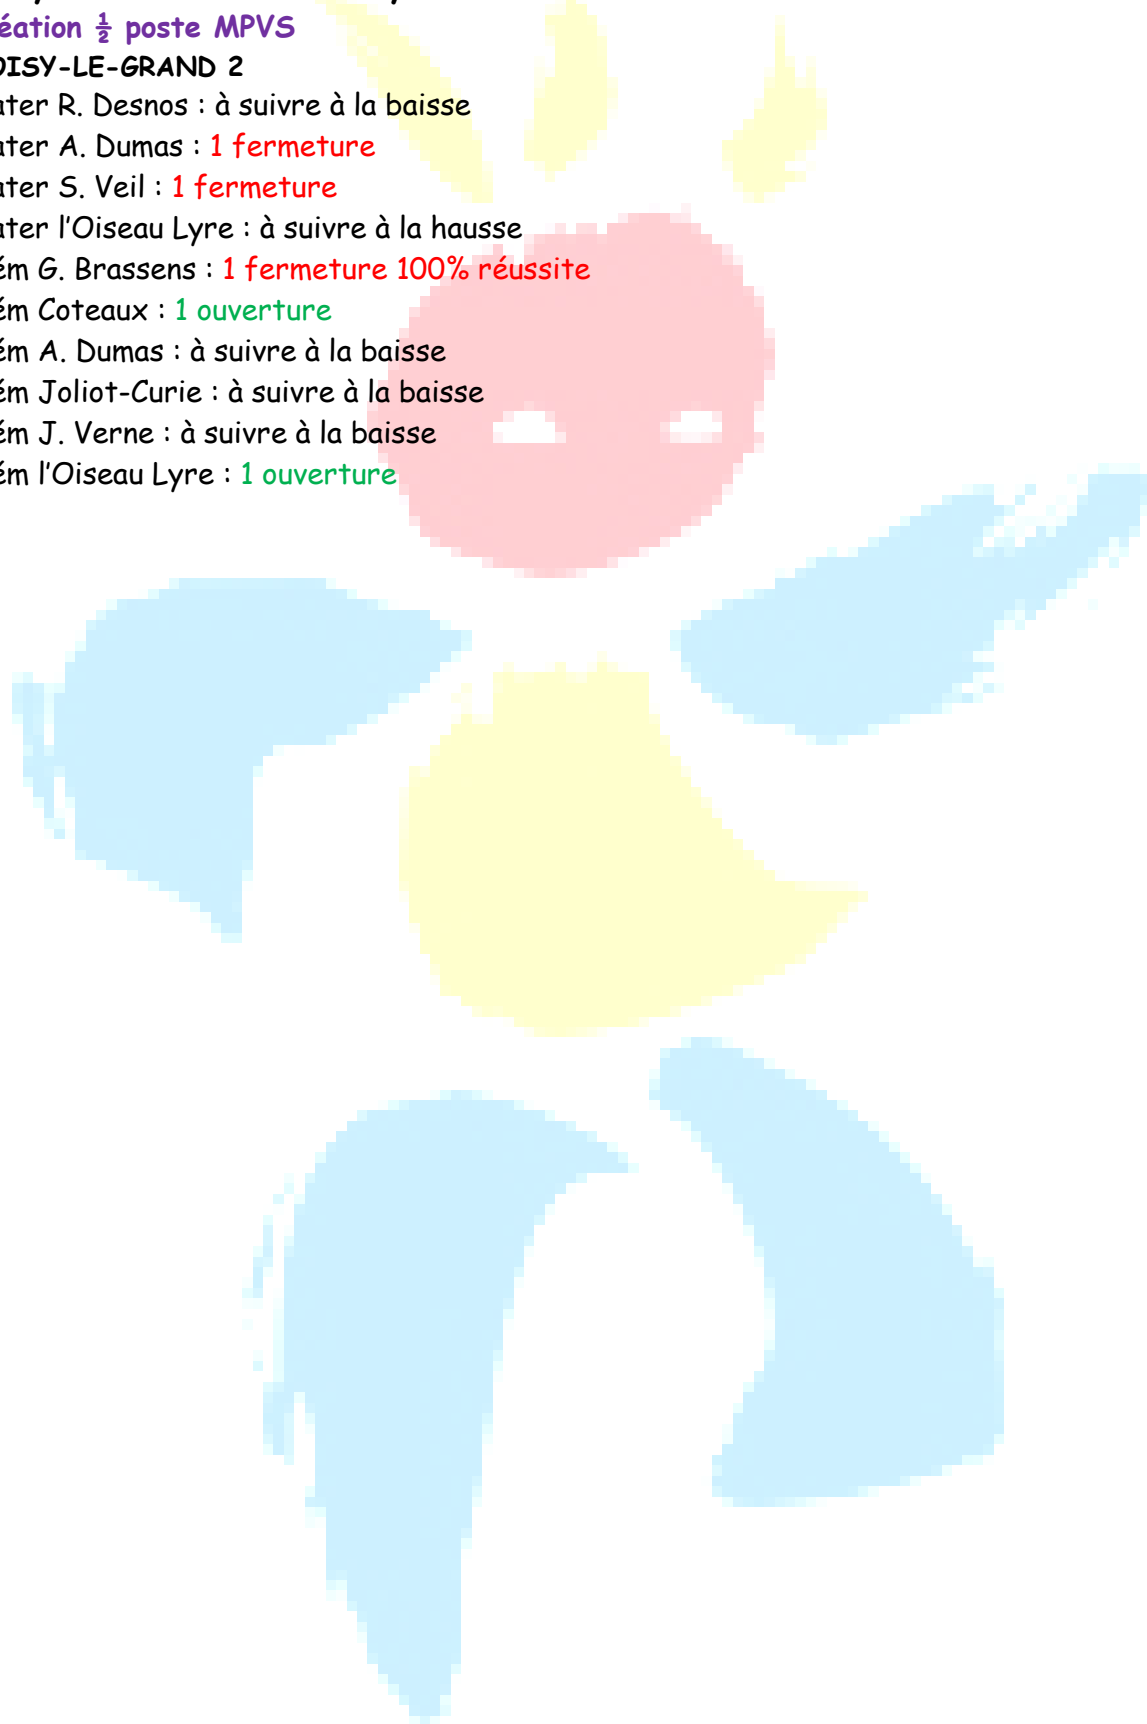 éation ½ poste MPVS
OISY-LE-GRAND 2
ater R. Desnos : à suivre à la baisse
ater A. Dumas : 1 fermeture
ater S. Veil : 1 fermeture
ater l'Oiseau Lyre : à suivre à la hausse
ém G. Brassens : 1 fermeture 100% réussite
ém Coteaux : 1 ouverture
ém A. Dumas : à suivre à la baisse
ém Joliot-Curie : à suivre à la baisse
ém J. Verne : à suivre à la baisse
ém l'Oiseau Lyre : 1 ouverture